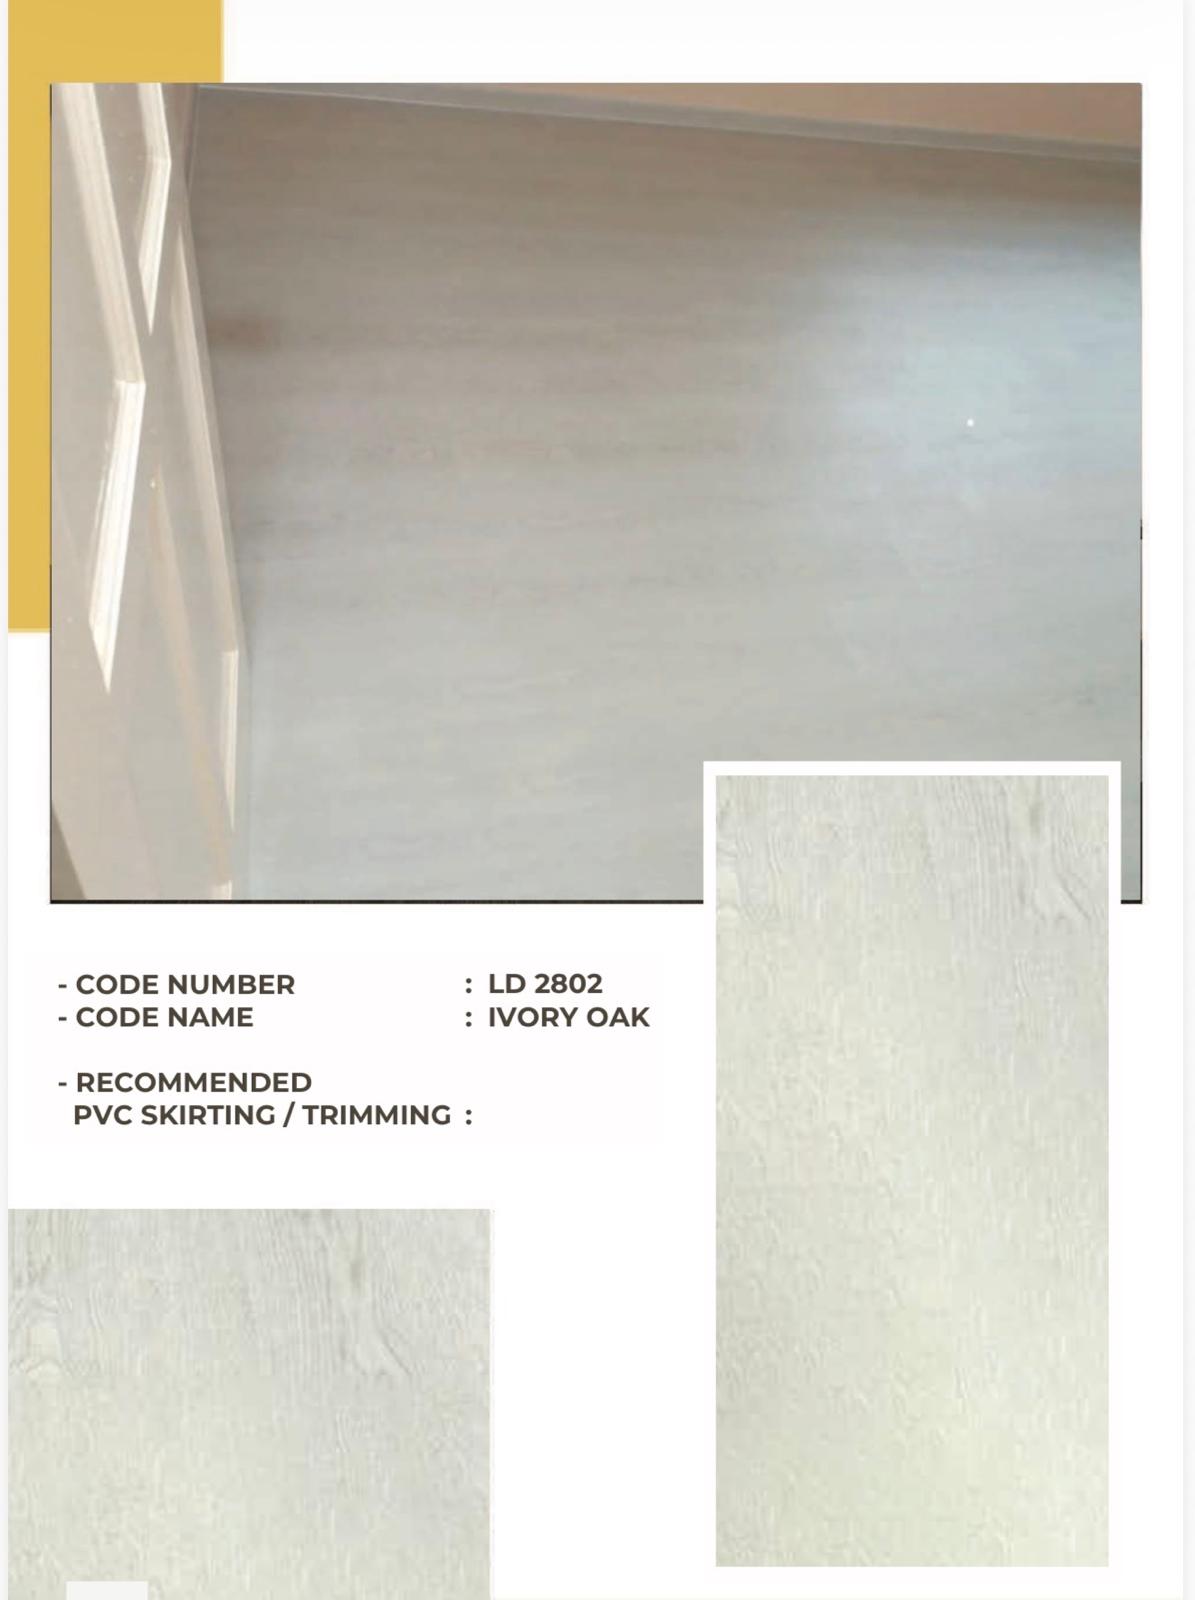 - CODE NUMBER : LD 2802
- CODE NAME : IVORY OAK
- RECOMMENDED
PVC SKIRTING / TRIMMING :